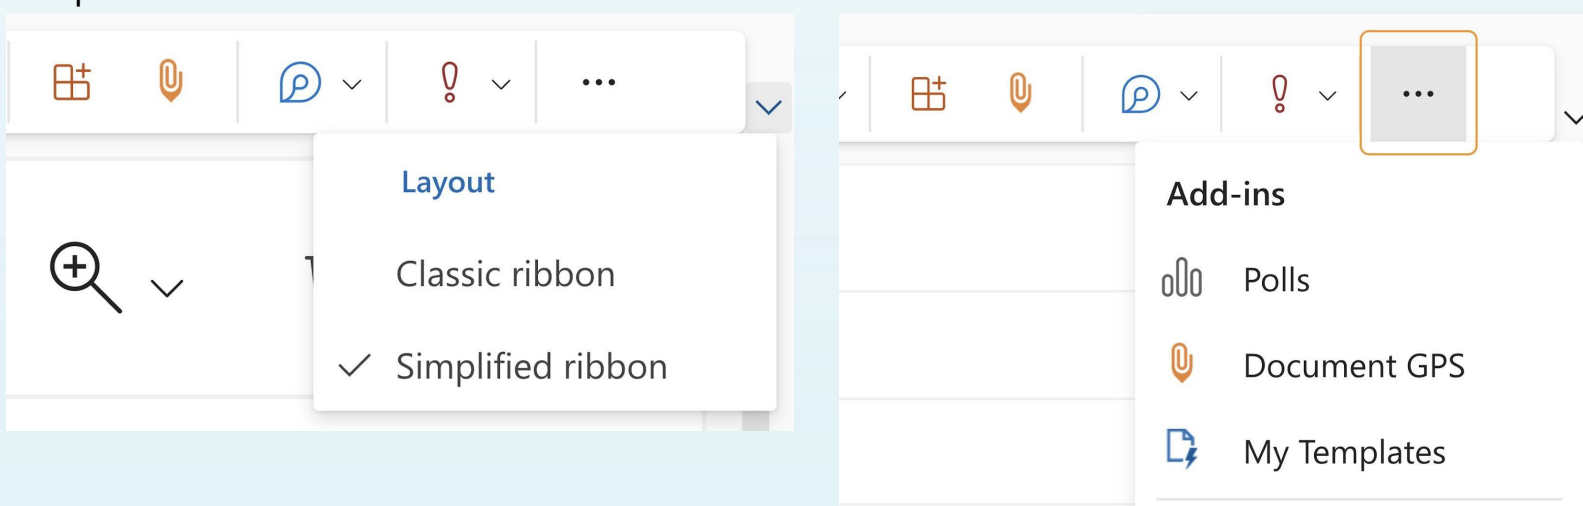 Layout
Classic ribbon
Simplified ribbon
Add-ins
Polls
Document GPS
My Templates